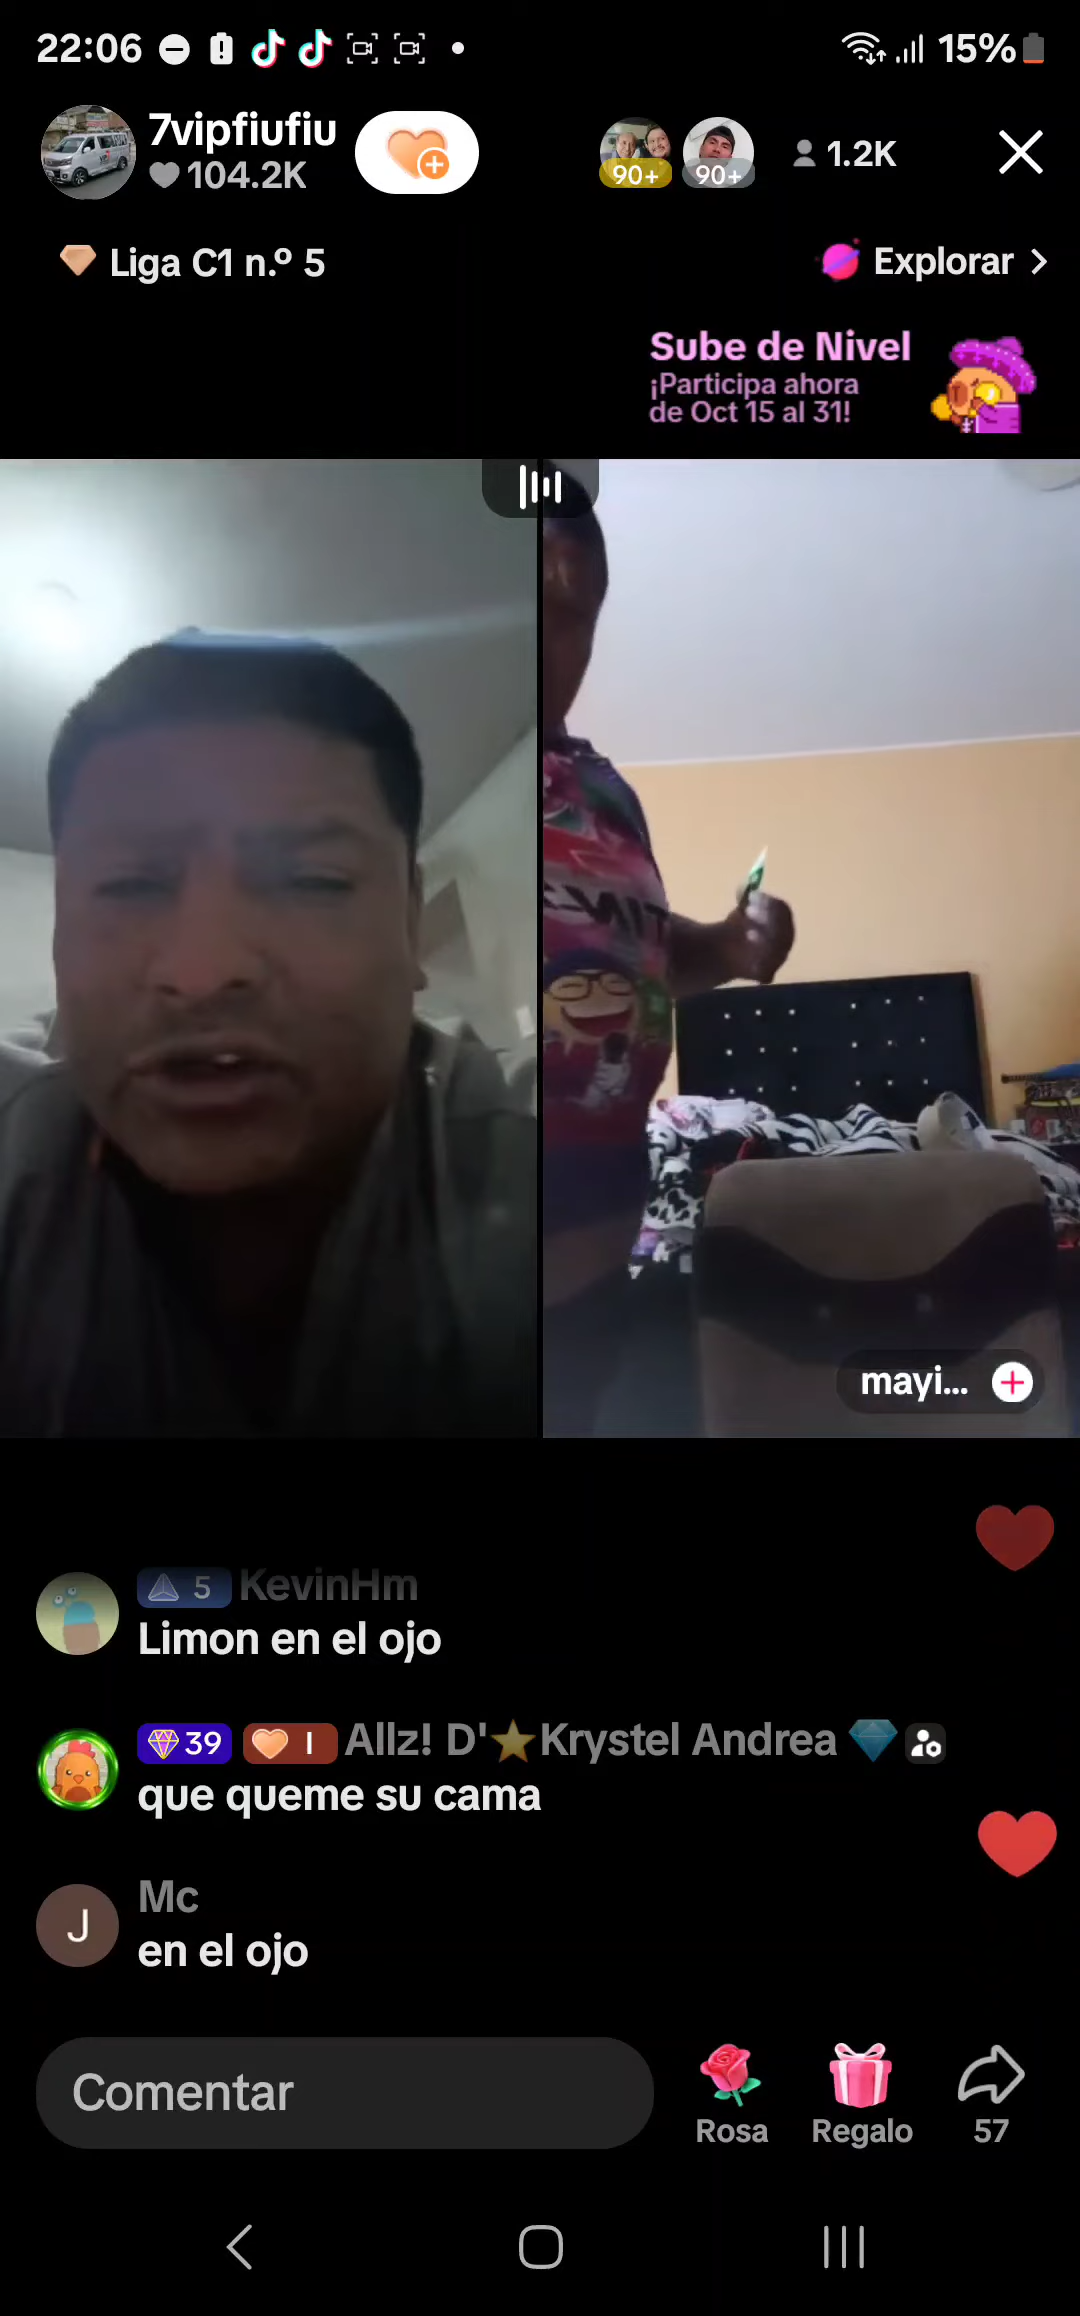 22:06
15%
7vipfiufiu
104.2K
90+
90+
1.2K
Liga C1 n.º 5
Explorar
Sube de Nivel
¡Participa ahora
de Oct 15 al 31!
mayi...
5 KevinHm
Limon en el ojo
39 I Allz! D'⭐Krystel Andrea 💎
que queme su cama
J
Mc
en el ojo
Comentar
Rosa
Regalo
57